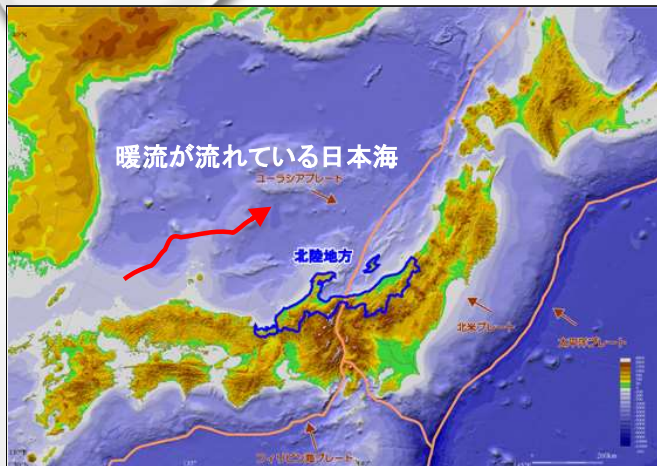 暖流が流れている日本海
ユーラシアプレート
北陸地方
北米プレート
太平洋プレート
フィリピン海プレート